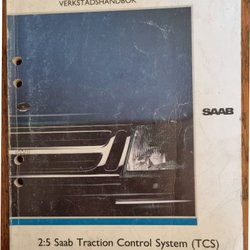 VERKSTADSHANDBOK
SAAB
2:5 Saab Traction Control System (TCS)